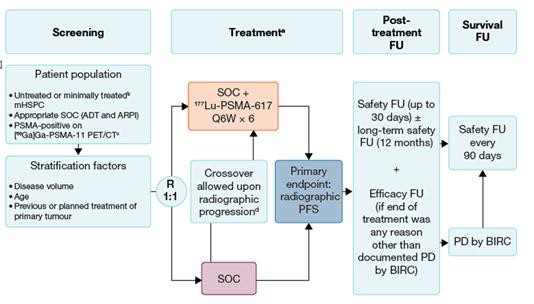 Screening
Treatmentᵃ
Post-
treatment
FU
Survival
FU
Patient population
• Untreated or minimally treatedᵇ
mHSPC
• Appropriate SOC (ADT and ARPI)
• PSMA-positive on
[⁶⁸Ga]Ga-PSMA-11 PET/CTᶜ
Stratification factors
• Disease volume
• Age
• Previous or planned treatment of
primary tumour
R
1:1
SOC +
¹⁷⁷Lu-PSMA-617
Q6W × 6
Crossover
allowed upon
radiographic
progressionᵈ
SOC
Primary
endpoint:
radiographic
PFS
Safety FU (up to
30 days) ±
long-term safety
FU (12 months)
+
Efficacy FU
(if end of
treatment was
any reason
other than
documented PD
by BIRC)
Safety FU
every
90 days
PD by BIRC